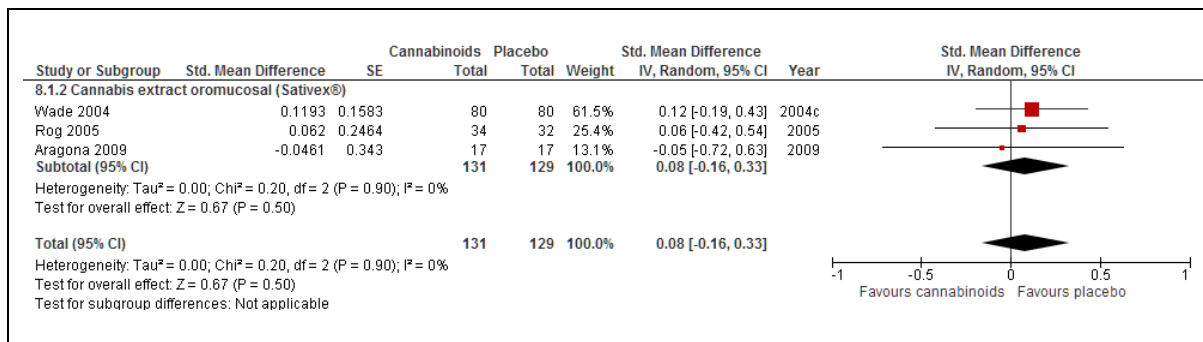 Cannabinoids Placebo Std. Mean Difference Std. Mean Difference
Study or Subgroup Std. Mean Difference SE Total Total Weight IV, Random, 95% CI Year IV, Random, 95% CI
8.1.2 Cannabis extract oromucosal (Sativex®)
Wade 2004 0.1193 0.1583 80 80 61.5% 0.12 [-0.19, 0.43] 2004c
Rog 2005 0.062 0.2464 34 32 25.4% 0.06 [-0.42, 0.54] 2005
Aragona 2009 -0.0461 0.343 17 17 13.1% -0.05 [-0.72, 0.63] 2009
Subtotal (95% CI) 131 129 100.0% 0.08 [-0.16, 0.33]
Heterogeneity: Tau² = 0.00; Chi² = 0.20, df = 2 (P = 0.90); I² = 0%
Test for overall effect: Z = 0.67 (P = 0.50)
Total (95% CI) 131 129 100.0% 0.08 [-0.16, 0.33]
Heterogeneity: Tau² = 0.00; Chi² = 0.20, df = 2 (P = 0.90); I² = 0%
Test for overall effect: Z = 0.67 (P = 0.50)
Test for subgroup differences: Not applicable
-1 -0.5 0 0.5 1
Favours cannabinoids Favours placebo